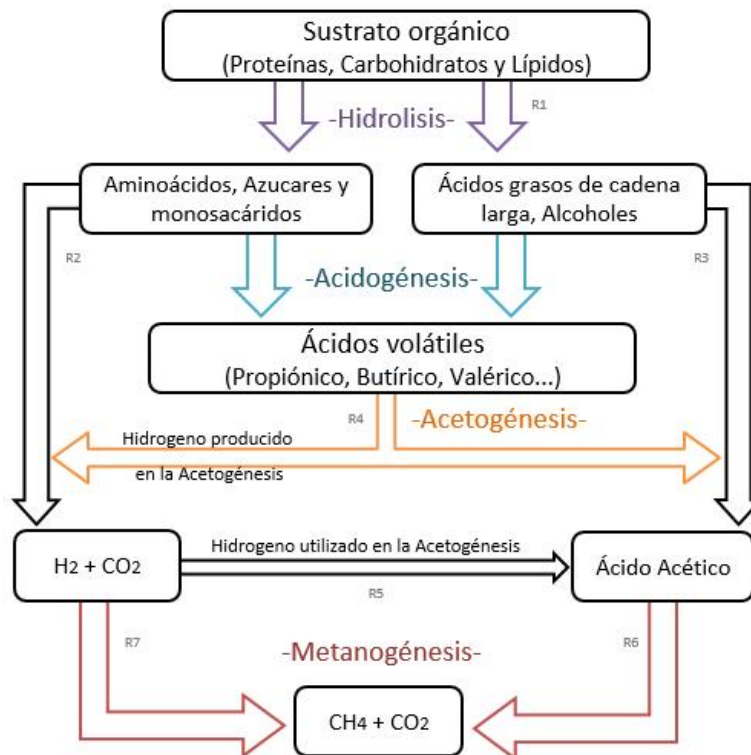 Sustrato orgánico
(Proteínas, Carbohidratos y Lípidos)
R1
-Hidrolisis-
Aminoácidos, Azucares y
monosacáridos
Ácidos grasos de cadena
larga, Alcoholes
R2
R3
-Acidogénesis-
Ácidos volátiles
(Propiónico, Butírico, Valérico...)
R4
-Acetogénesis-
Hidrogeno producido
en la Acetogénesis
H2 + CO2
Hidrogeno utilizado en la Acetogénesis
Ácido Acético
R5
R7
R6
-Metanogénesis-
CH4 + CO2